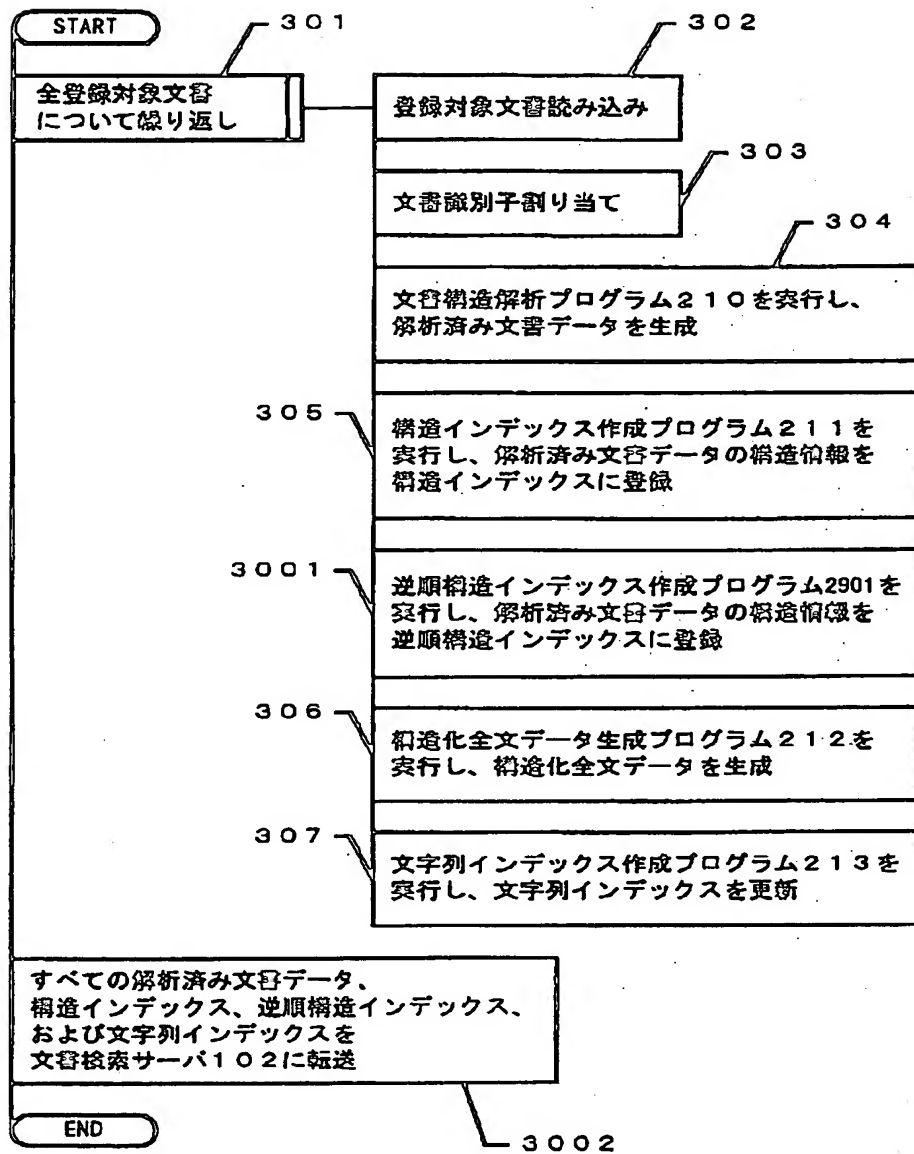 START
301
302
全登録対象文書
について繰り返し
登録対象文書読み込み
303
文書識別子割り当て
304
文書構造解析プログラム210を実行し、
解析済み文書データを生成
305
構造インデックス作成プログラム211を
実行し、解析済み文書データの構造情報を
構造インデックスに登録
3001
逆順構造インデックス作成プログラム2901を
実行し、解析済み文書データの構造情報を
逆順構造インデックスに登録
306
構造化全文データ生成プログラム212を
実行し、構造化全文データを生成
307
文字列インデックス作成プログラム213を
実行し、文字列インデックスを更新
すべての解析済み文書データ、
構造インデックス、逆順構造インデックス、
および文字列インデックスを
文書検索サーバ102に転送
END
3002